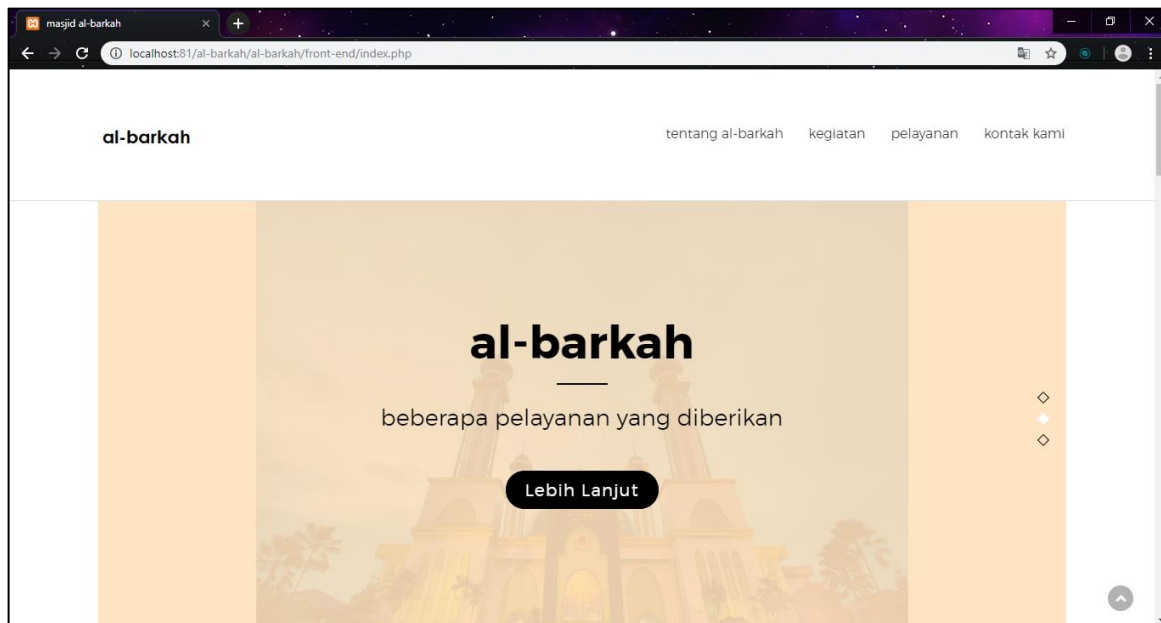 masjid al-barkah
localhost:81/al-barkah/al-barkah/front-end/index.php
al-barkah
tentang al-barkah kegiatan pelayanan kontak kami
al-barkah
beberapa pelayanan yang diberikan
Lebih Lanjut